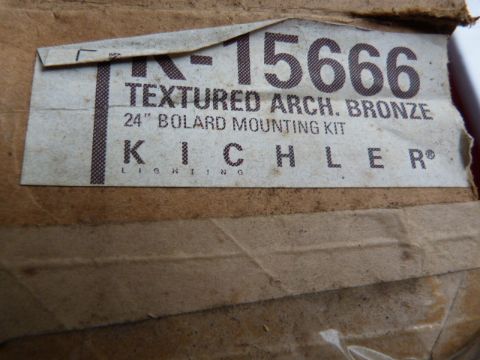 K-15666
TEXTURED ARCH. BRONZE
24" BOLARD MOUNTING KIT
KICHLER®
LIGHTING